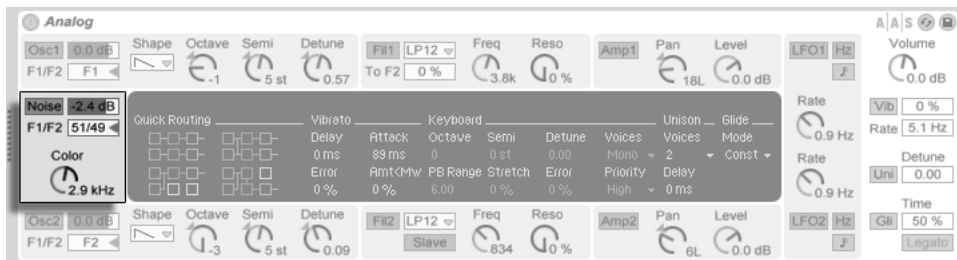 Analog
A|A|S
Osc1 0.0 dB Shape Octave Semi Detune Fil1 LP12 Freq Reso Amp1 Pan Level LFO1 Hz Volume
F1/F2 F1 -1 5 st 0.57 To F2 0 % 3.8k 0 % 18L 0.0 dB 0.0 dB
Noise -2.4 dB Quick Routing Vibrato Keyboard Unison Glide Rate Vib 0 %
F1/F2 51/49 Delay Attack Octave Semi Detune Voices Voices Mode 0.9 Hz Rate 5.1 Hz
0 ms 89 ms 0 0 st 0.00 Mono 2 Const
Color Error Amt<Mw PB Range Stretch Error Priority Delay Rate Detune
2.9 kHz 0 % 0 % 6.00 0 % 0 % High 0 ms 0.9 Hz Uni 0.00
Osc2 0.0 dB Shape Octave Semi Detune Fil2 LP12 Freq Reso Amp2 Pan Level LFO2 Hz Time
Gli 50 %
F1/F2 F2 -3 5 st 0.09 Slave 834 0 % 6L 0.0 dB Legato